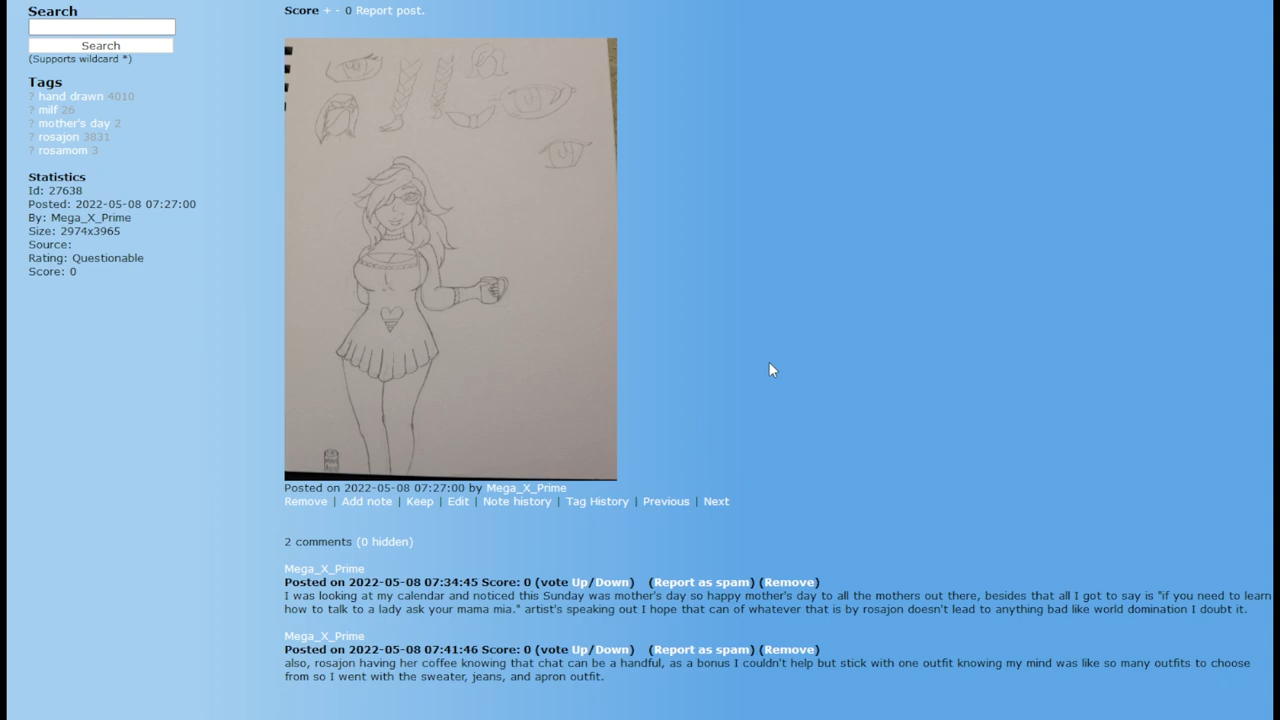 Search
Search
(Supports wildcard *)
Tags
? hand drawn 4010
? milf 26
? mother's day 2
? rosajon 3831
? rosamom 3
Statistics
Id: 27638
Posted: 2022-05-08 07:27:00
By: Mega_X_Prime
Size: 2974x3965
Source:
Rating: Questionable
Score: 0
Score + - 0 Report post.
Posted on 2022-05-08 07:27:00 by Mega_X_Prime
Remove | Add note | Keep | Edit | Note history | Tag History | Previous | Next
2 comments (0 hidden)
Mega_X_Prime
Posted on 2022-05-08 07:34:45 Score: 0 (vote Up/Down) (Report as spam) (Remove)
I was looking at my calendar and noticed this Sunday was mother's day so happy mother's day to all the mothers out there, besides that all I got to say is "if you need to learn
how to talk to a lady ask your mama mia." artist's speaking out I hope that can of whatever that is by rosajon doesn't lead to anything bad like world domination I doubt it.
Mega_X_Prime
Posted on 2022-05-08 07:41:46 Score: 0 (vote Up/Down) (Report as spam) (Remove)
also, rosajon having her coffee knowing that chat can be a handful, as a bonus I couldn't help but stick with one outfit knowing my mind was like so many outfits to choose
from so I went with the sweater, jeans, and apron outfit.